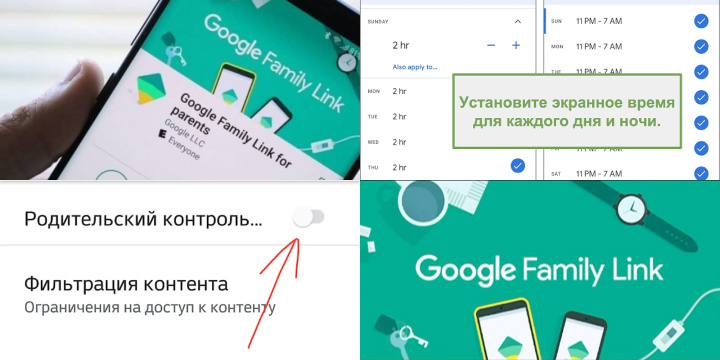 Google Family Link
Google Family Link for
parents
Google LLC
E Everyone
SUNDAY
2 hr
Also apply to...
MON 2 hr
TUE 2 hr
WED 2 hr
THU 2 hr
SUN 11 PM - 7 AM
MON 11 PM - 7 AM
TUE 11 PM - 7 AM
Установите экранное время
для каждого дня и ночи.
SAT 11 PM - 7 AM
Родительский контроль...
Фильтрация контента
Ограничения на доступ к контенту
Google Family Link